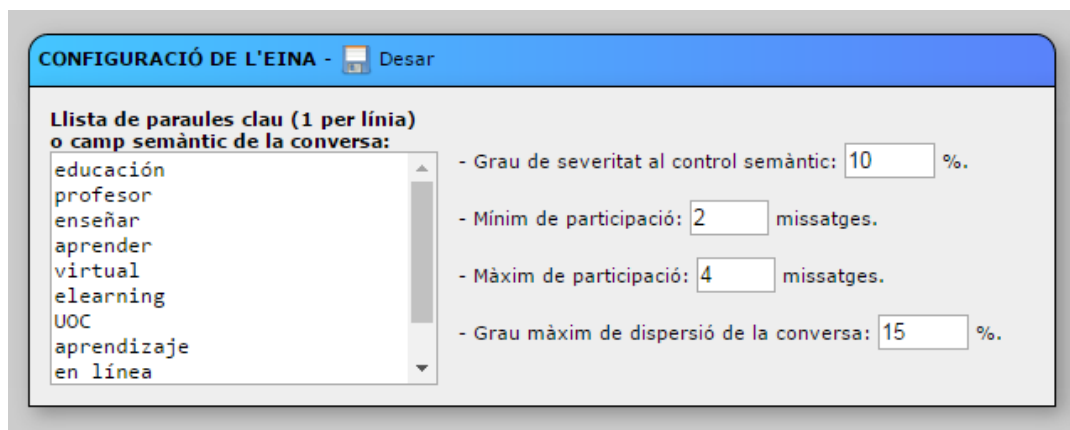 CONFIGURACIÓ DE L'EINA - Desar
Llista de paraules clau (1 per línia)
o camp semàntic de la conversa:
educación
profesor
enseñar
aprender
virtual
elearning
UOC
aprendizaje
en línea
- Grau de severitat al control semàntic: 10 %.
- Mínim de participació: 2 missatges.
- Màxim de participació: 4 missatges.
- Grau màxim de dispersió de la conversa: 15 %.